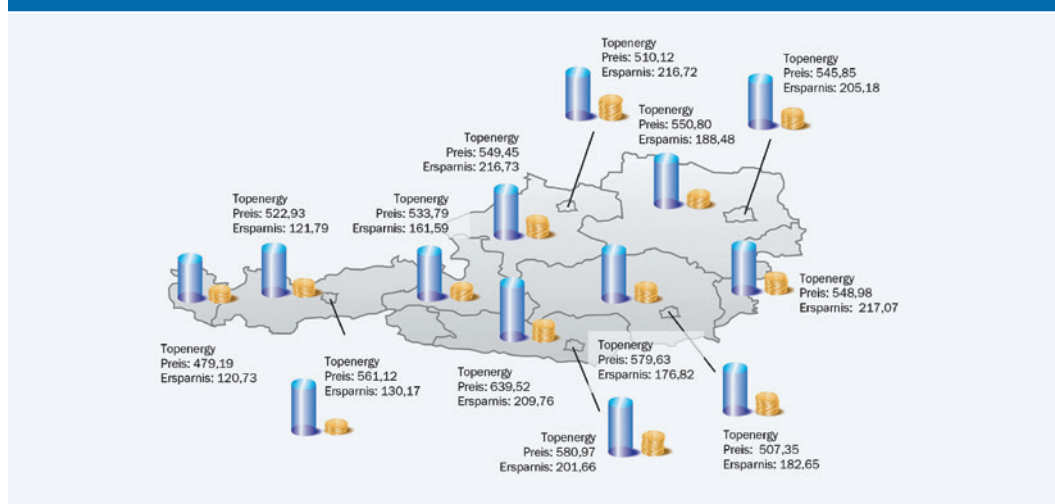 Topenergy
Preis: 510,12
Ersparnis: 216,72
Topenergy
Preis: 545,85
Ersparnis: 205,18
Topenergy
Preis: 550,80
Ersparnis: 188,48
Topenergy
Preis: 549,45
Ersparnis: 216,73
Topenergy
Preis: 522,93
Ersparnis: 121,79
Topenergy
Preis: 533,79
Ersparnis: 161,59
Topenergy
Preis: 548,98
Ersparnis: 217,07
Topenergy
Preis: 479,19
Ersparnis: 120,73
Topenergy
Preis: 561,12
Ersparnis: 130,17
Topenergy
Preis: 639,52
Ersparnis: 209,76
Topenergy
Preis: 579,63
Ersparnis: 176,82
Topenergy
Preis: 580,97
Ersparnis: 201,66
Topenergy
Preis: 507,35
Ersparnis: 182,65